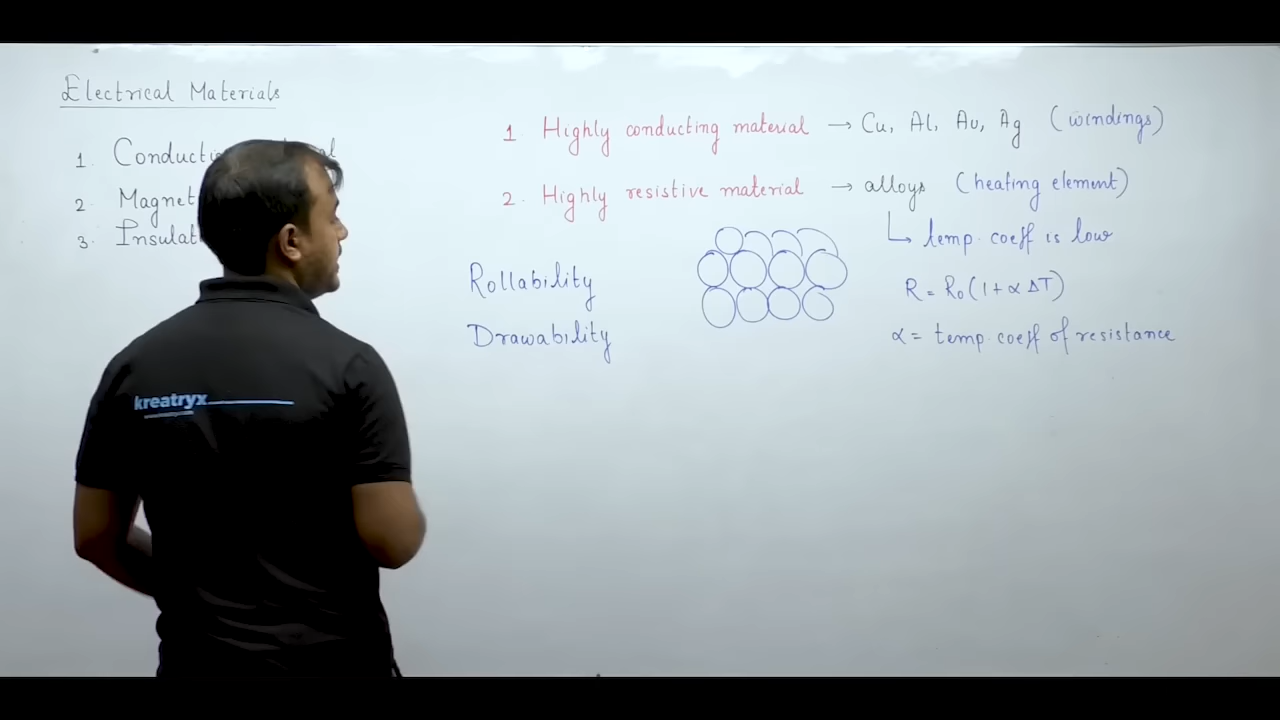 Electrical Materials
1. Conducti
2. Magnet
3. Insulat
1. Highly conducting material → Cu, Al, Au, Ag (windings)
2. Highly resistive material → alloys (heating element)
↳ temp. coeff is low
R = R₀(1 + α ΔT)
α = temp. coeff of resistance
Rollability
Drawability
kreatryx